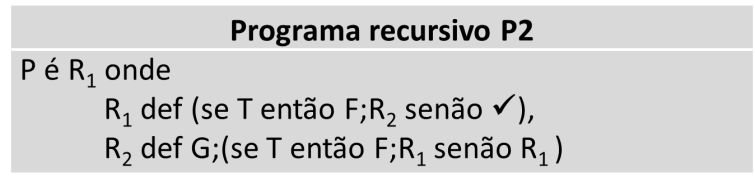 Programa recursivo P2
P é R₁ onde
R₁ def (se T então F;R₂ senão ✓),
R₂ def G;(se T então F;R₁ senão R₁ )